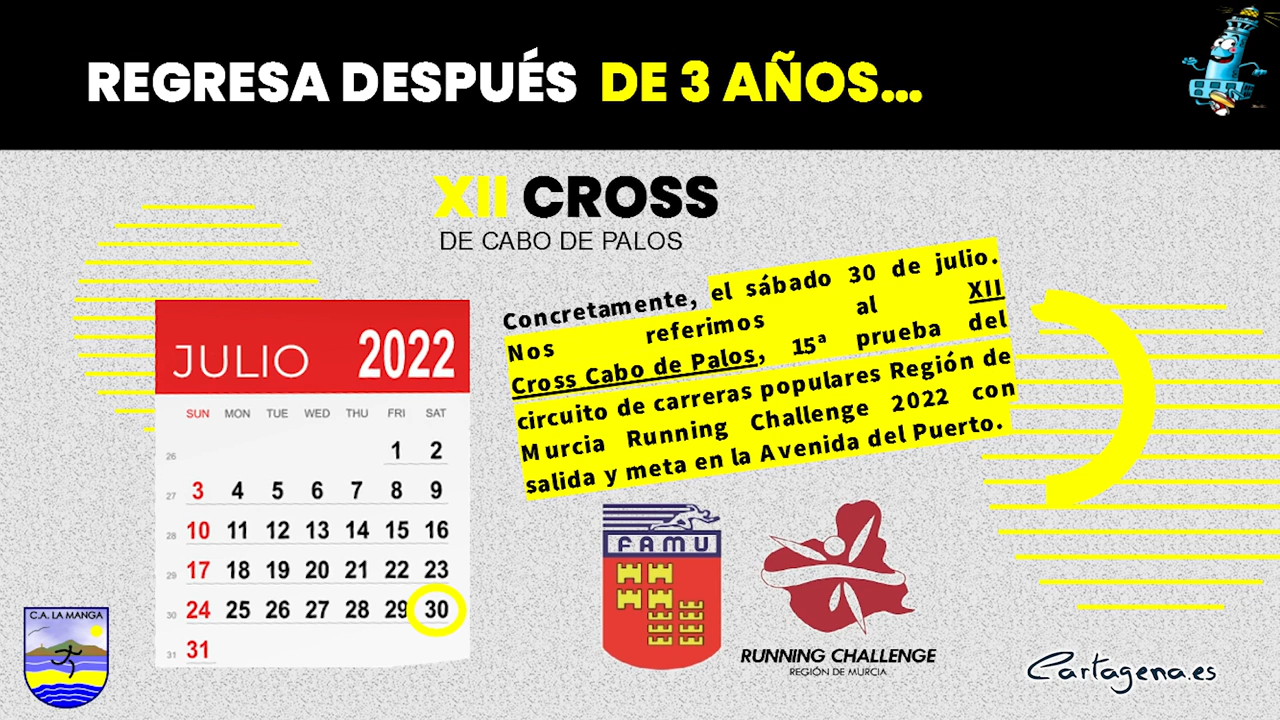 REGRESA DESPUÉS DE 3 AÑOS...
XII CROSS
DE CABO DE PALOS
Concretamente, el sábado 30 de julio.
Nos referimos al XII
Cross Cabo de Palos, 15ª prueba del
circuito de carreras populares Región de
Murcia Running Challenge 2022 con
salida y meta en la Avenida del Puerto.
JULIO 2022
SUN MON TUE WED THU FRI SAT
26 1 2
27 3 4 5 6 7 8 9
28 10 11 12 13 14 15 16
29 17 18 19 20 21 22 23
30 24 25 26 27 28 29 30
31 31
FAMU
RUNNING CHALLENGE
REGIÓN DE MURCIA
C.A. LA MANGA
Cartagena.es